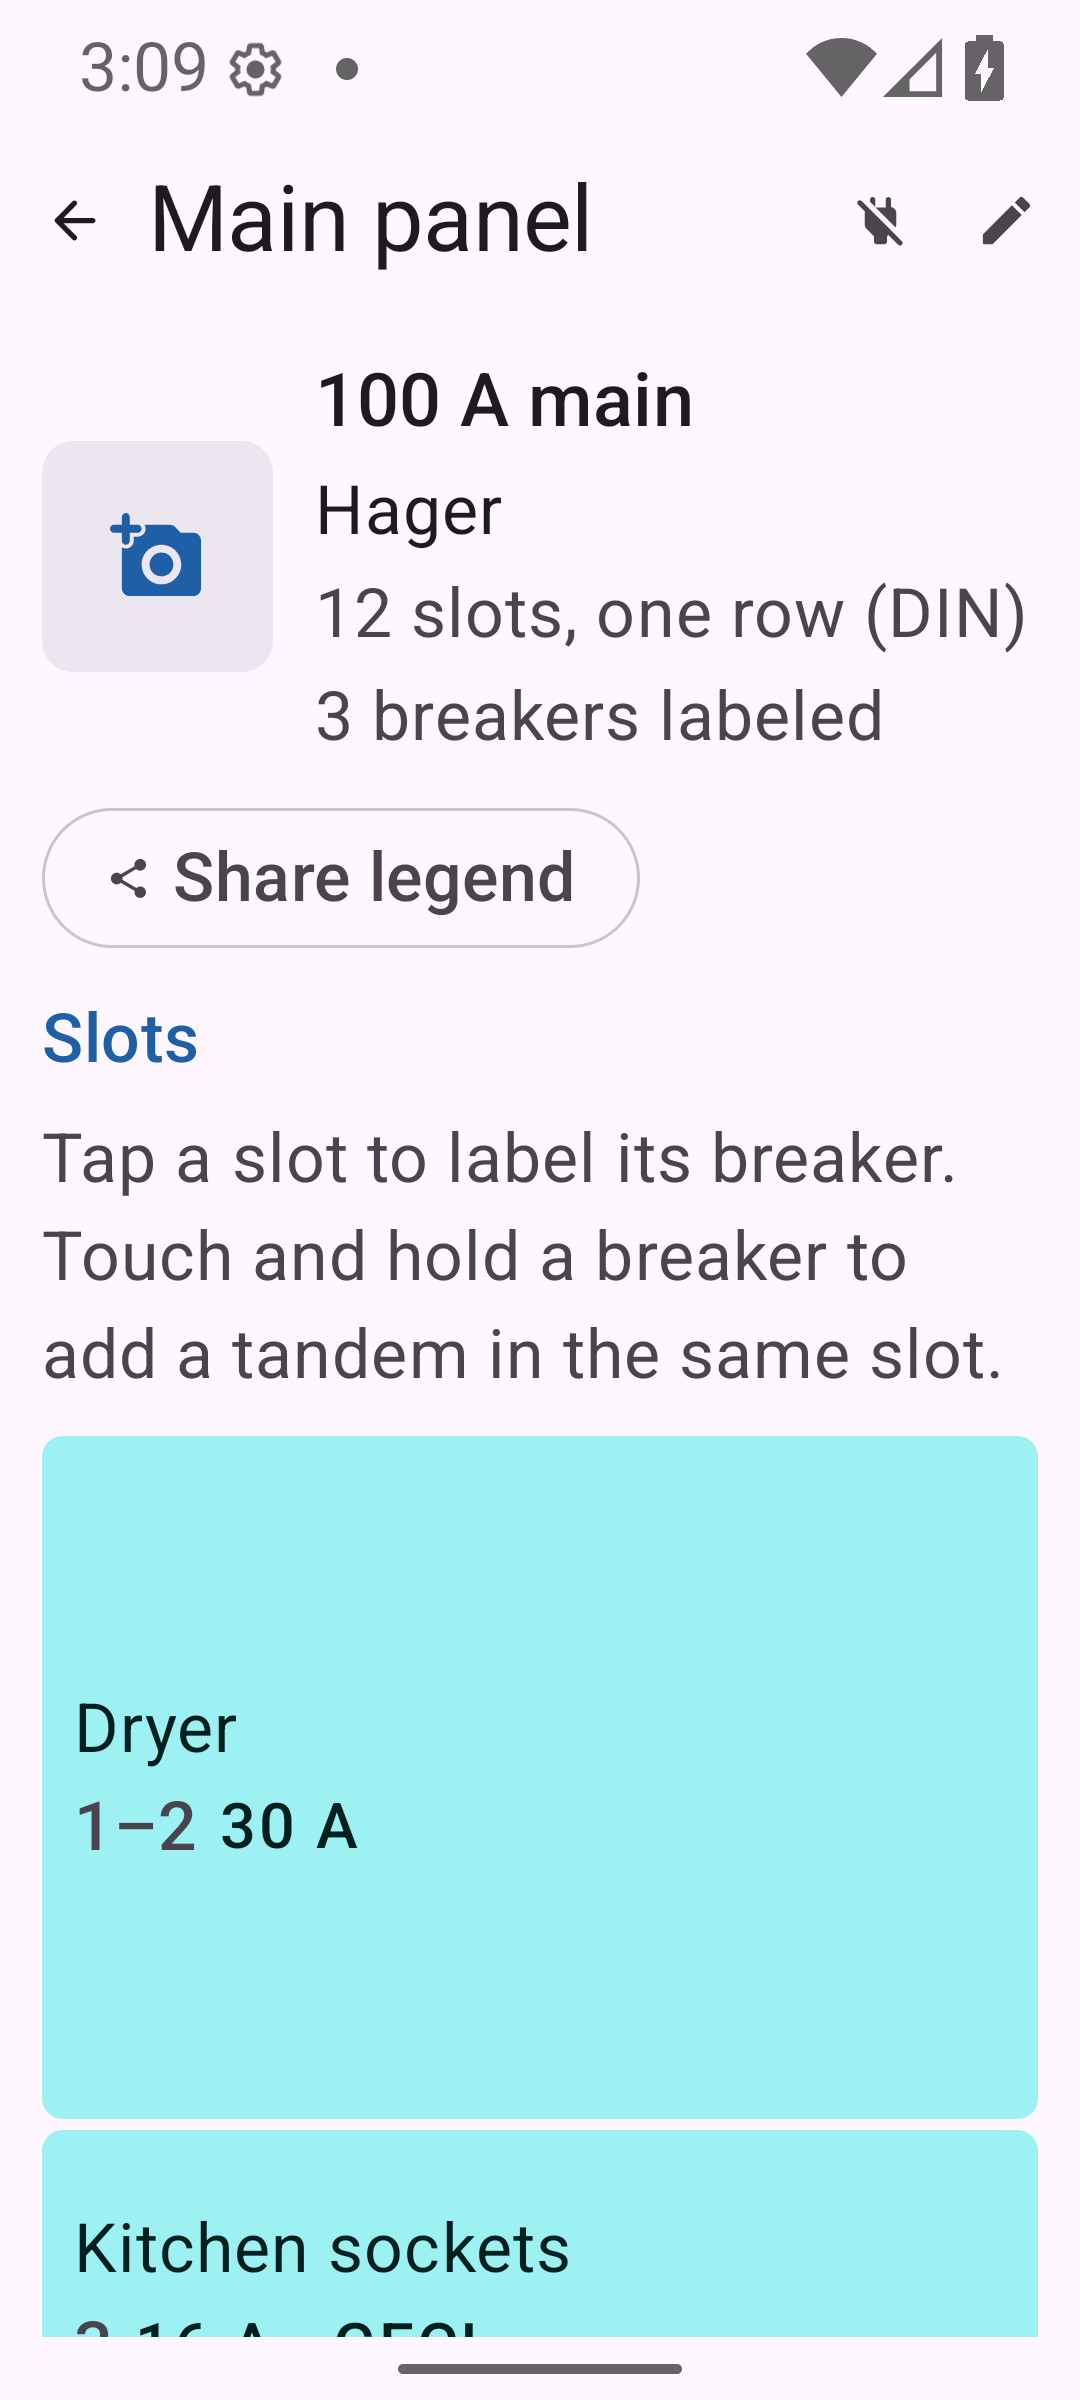 3:09
Main panel
100 A main
Hager
12 slots, one row (DIN)
3 breakers labeled
Share legend
Slots
Tap a slot to label its breaker.
Touch and hold a breaker to
add a tandem in the same slot.
Dryer
1–2 30 A
Kitchen sockets